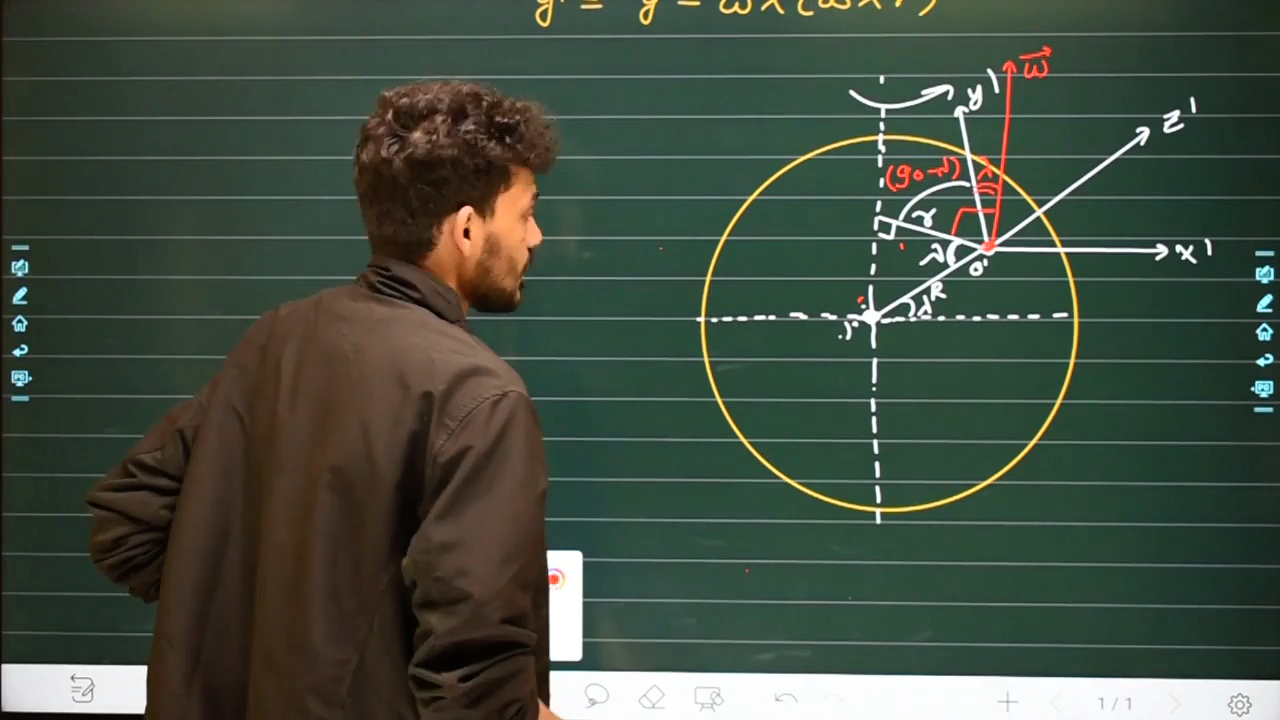 g' = g - ω×(ω×r)
ω
y'
z'
(90-λ)
λ
r
x'
λ
o'
R
λ
1/1